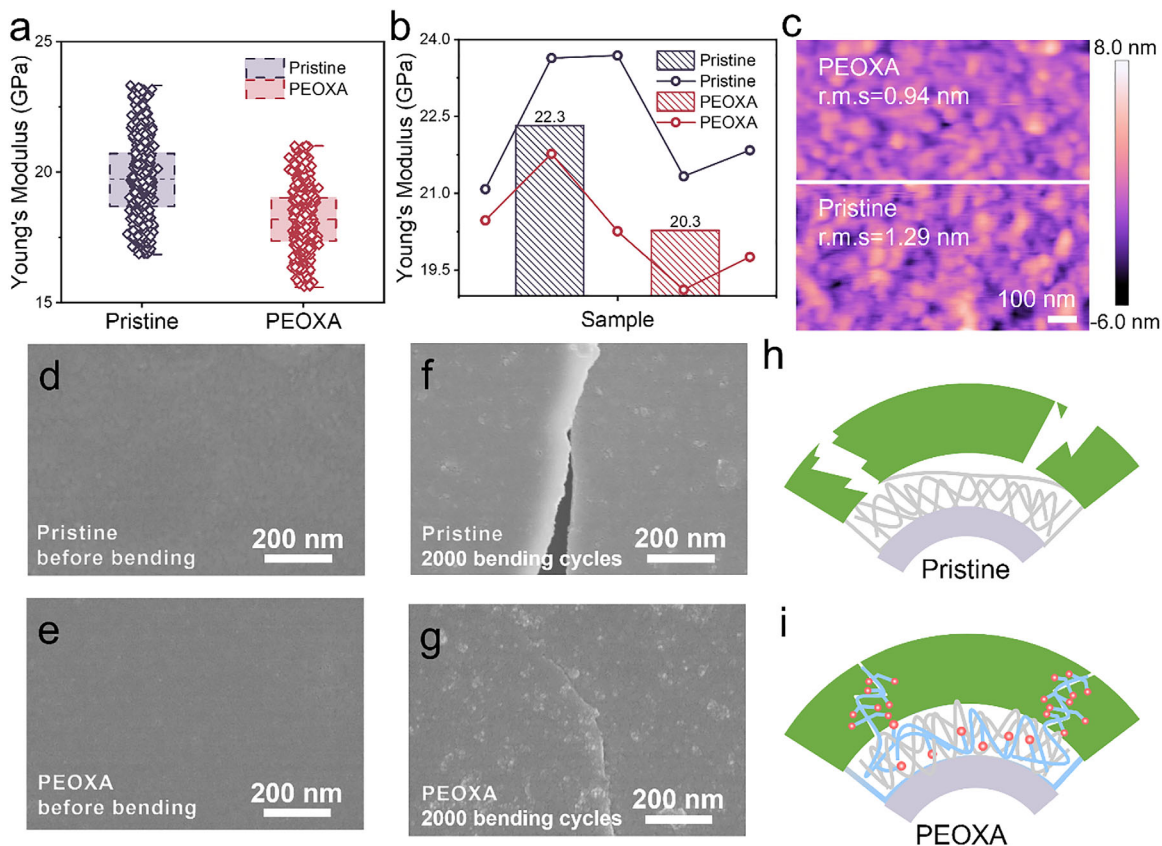 a
Young's Modulus (GPa)
25
20
15
Pristine
PEOXA
Pristine
PEOXA
b
Young's Modulus (GPa)
24.0
22.5
21.0
19.5
Pristine
Pristine
PEOXA
PEOXA
22.3
20.3
Sample
c
PEOXA
r.m.s=0.94 nm
Pristine
r.m.s=1.29 nm
100 nm
8.0 nm
-6.0 nm
d
Pristine
before bending
200 nm
f
Pristine
2000 bending cycles
200 nm
h
Pristine
e
PEOXA
before bending
200 nm
g
PEOXA
2000 bending cycles
200 nm
i
PEOXA